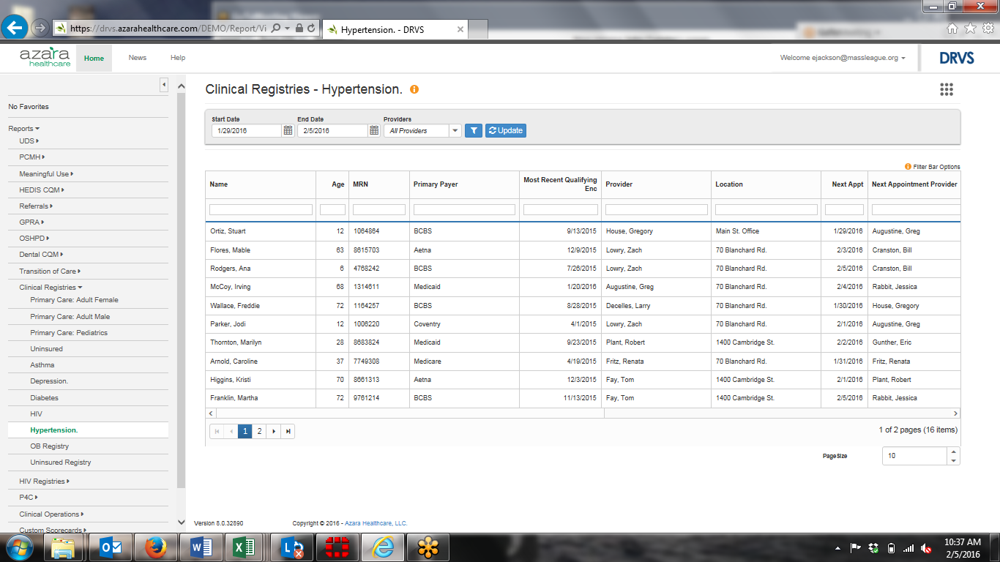 https://drvs.azarahealthcare.com/DEMO/Report/Vi
Hypertension. - DRVS
azara healthcare
Home News Help
Welcome ejackson@massleague.org
DRVS
No Favorites
Reports
UDS
PCMH
Meaningful Use
HEDIS CQM
Referrals
GPRA
OSHPD
Dental CQM
Transition of Care
Clinical Registries
Primary Care: Adult Female
Primary Care: Adult Male
Primary Care: Pediatrics
Uninsured
Asthma
Depression.
Diabetes
HIV
Hypertension.
OB Registry
Uninsured Registry
HIV Registries
P4C
Clinical Operations
Custom Scorecards
Clinical Registries - Hypertension.
Start Date End Date Providers
1/29/2016 2/5/2016 All Providers Update
Filter Bar Options
Name Age MRN Primary Payer Most Recent Qualifying Enc Provider Location Next Appt Next Appointment Provider
Ortiz, Stuart 12 1064864 BCBS 9/13/2015 House, Gregory Main St. Office 1/29/2016 Augustine, Greg
Flores, Mable 63 8615703 Aetna 12/9/2015 Lowry, Zach 70 Blanchard Rd. 2/3/2016 Cranston, Bill
Rodgers, Ana 6 4768242 BCBS 7/26/2015 Lowry, Zach 70 Blanchard Rd. 2/5/2016 Cranston, Bill
McCoy, Irving 68 1314611 Medicaid 1/20/2016 Augustine, Greg 70 Blanchard Rd. 2/4/2016 Rabbit, Jessica
Wallace, Freddie 72 1164257 BCBS 8/28/2015 Decelles, Larry 70 Blanchard Rd. 1/30/2016 House, Gregory
Parker, Jodi 12 1006220 Coventry 4/1/2015 Lowry, Zach 70 Blanchard Rd. 2/1/2016 Augustine, Greg
Thornton, Marilyn 28 8683824 Medicaid 9/23/2015 Plant, Robert 1400 Cambridge St. 2/2/2016 Gunther, Eric
Arnold, Caroline 37 7749308 Medicare 4/19/2015 Fritz, Renata 70 Blanchard Rd. 1/31/2016 Fritz, Renata
Higgins, Kristi 70 8661313 Aetna 12/3/2015 Fay, Tom 1400 Cambridge St. 2/1/2016 Plant, Robert
Franklin, Martha 72 9761214 BCBS 11/13/2015 Fay, Tom 1400 Cambridge St. 2/5/2016 Rabbit, Jessica
1 2 1 of 2 pages (16 items)
PageSize 10
Version 8.0.32890 Copyright © 2016 - Azara Healthcare, LLC.
10:37 AM
2/5/2016